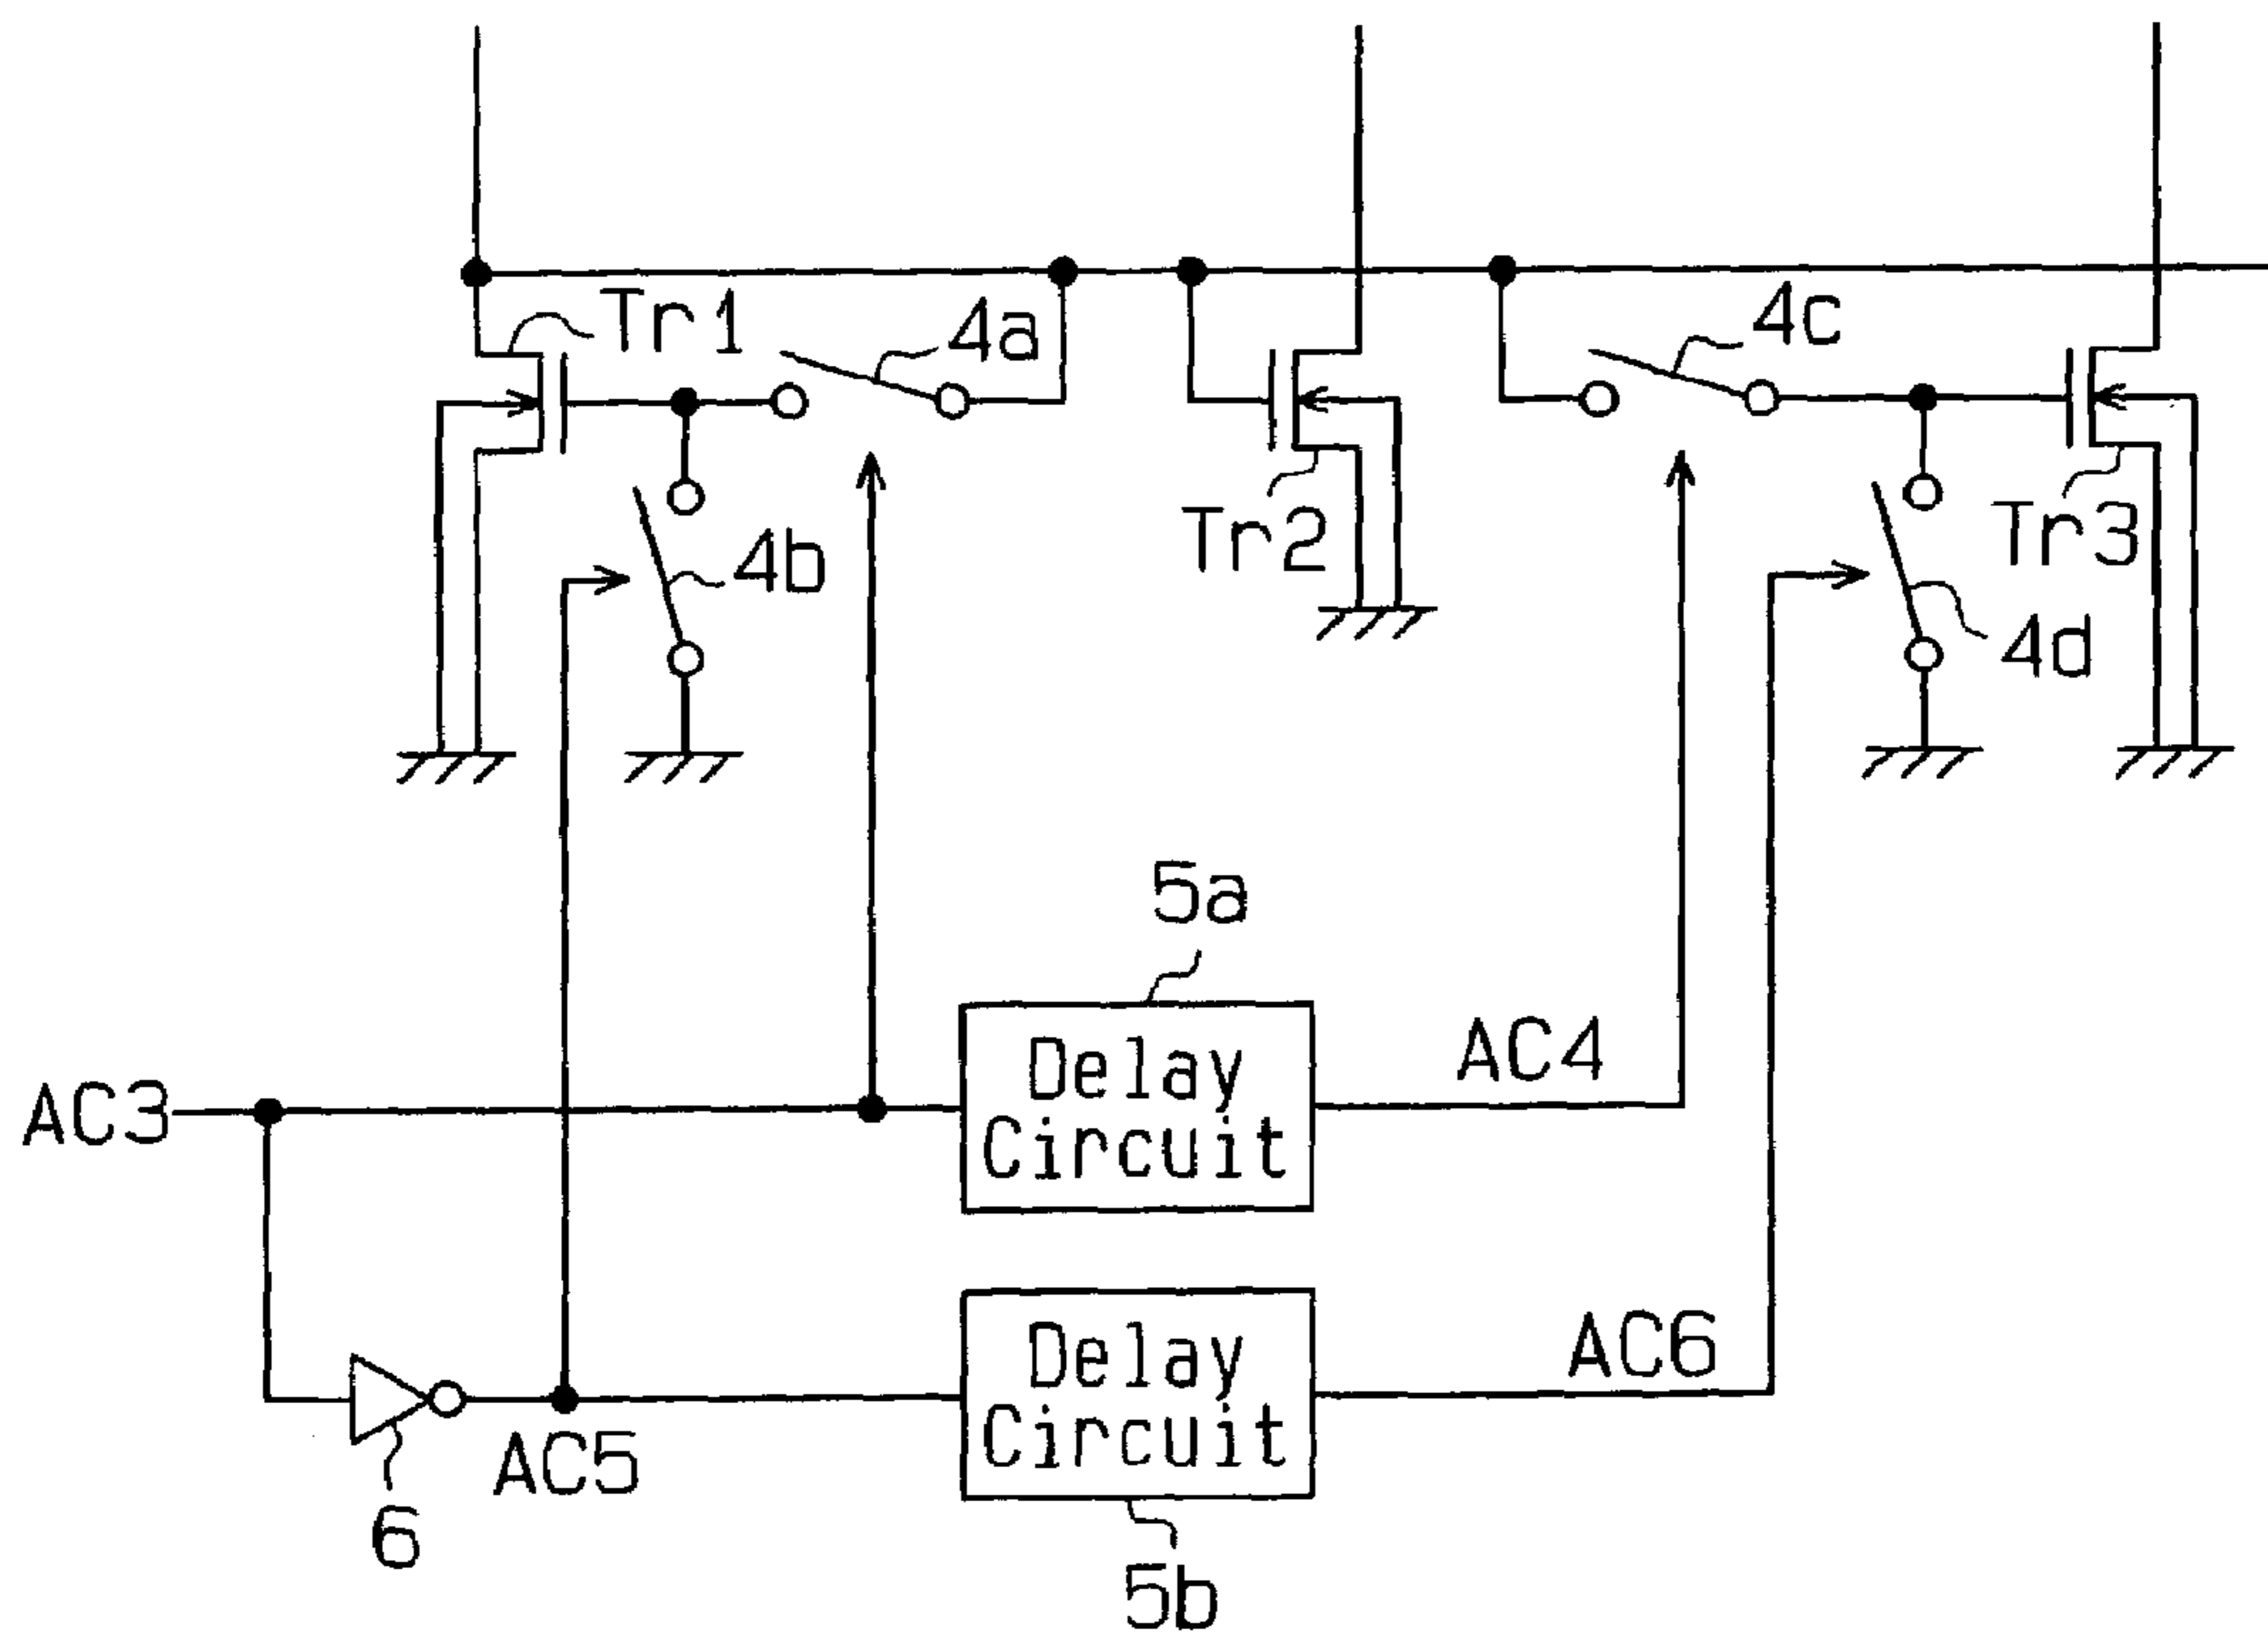 Tr1
4a
4c
4b
Tr2
Tr3
4d
5a
Delay
Circuit
AC4
AC3
Delay
Circuit
AC6
AC5
6
5b